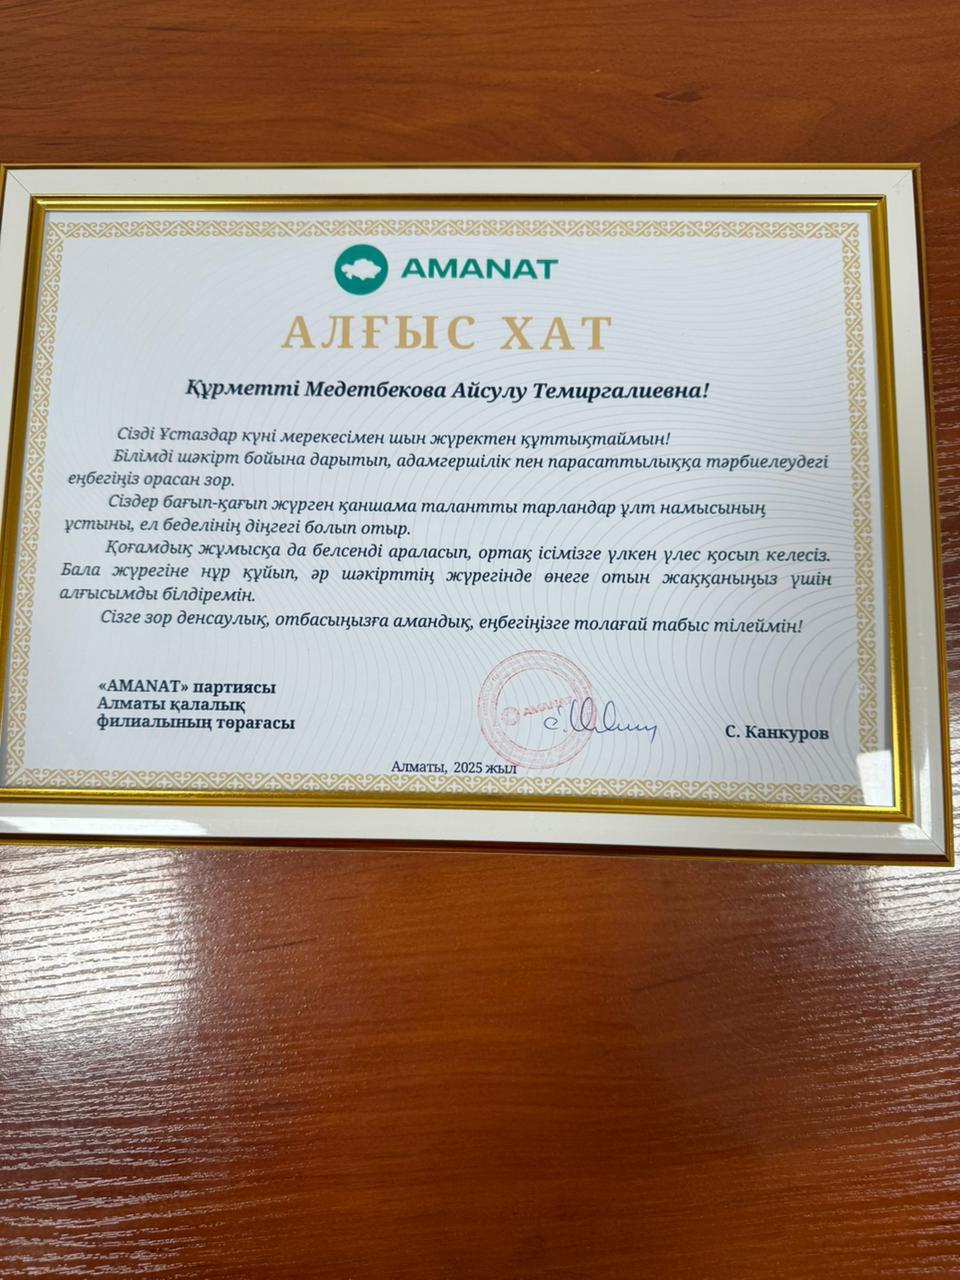 AMANAT
АЛҒЫС ХАТ
Құрметті Медетбекова Айсулу Темиргалиевна!
Сізді Ұстаздар күні мерекесімен шын жүректен құттықтаймын!
Білімді шәкірт бойына дарытып, адамгершілік пен парасаттылыққа тәрбиелеудегі
еңбегіңіз орасан зор.
Сіздер бағып-қағып жүрген қаншама талантты тарландар ұлт намысының
ұстыны, ел беделінің діңгегі болып отыр.
Қоғамдық жұмысқа да белсенді араласып, ортақ ісімізге үлкен үлес қосып келесіз.
Бала жүрегіне нұр құйып, әр шәкірттің жүрегінде өнеге отын жаққаныңыз үшін
алғысымды білдіремін.
Сізге зор денсаулық, отбасыңызға амандық, еңбегіңізге толағай табыс тілеймін!
«AMANAT» партиясы
Алматы қалалық
филиалының төрағасы
AMANAT
С. Канкуров
Алматы, 2025 жыл